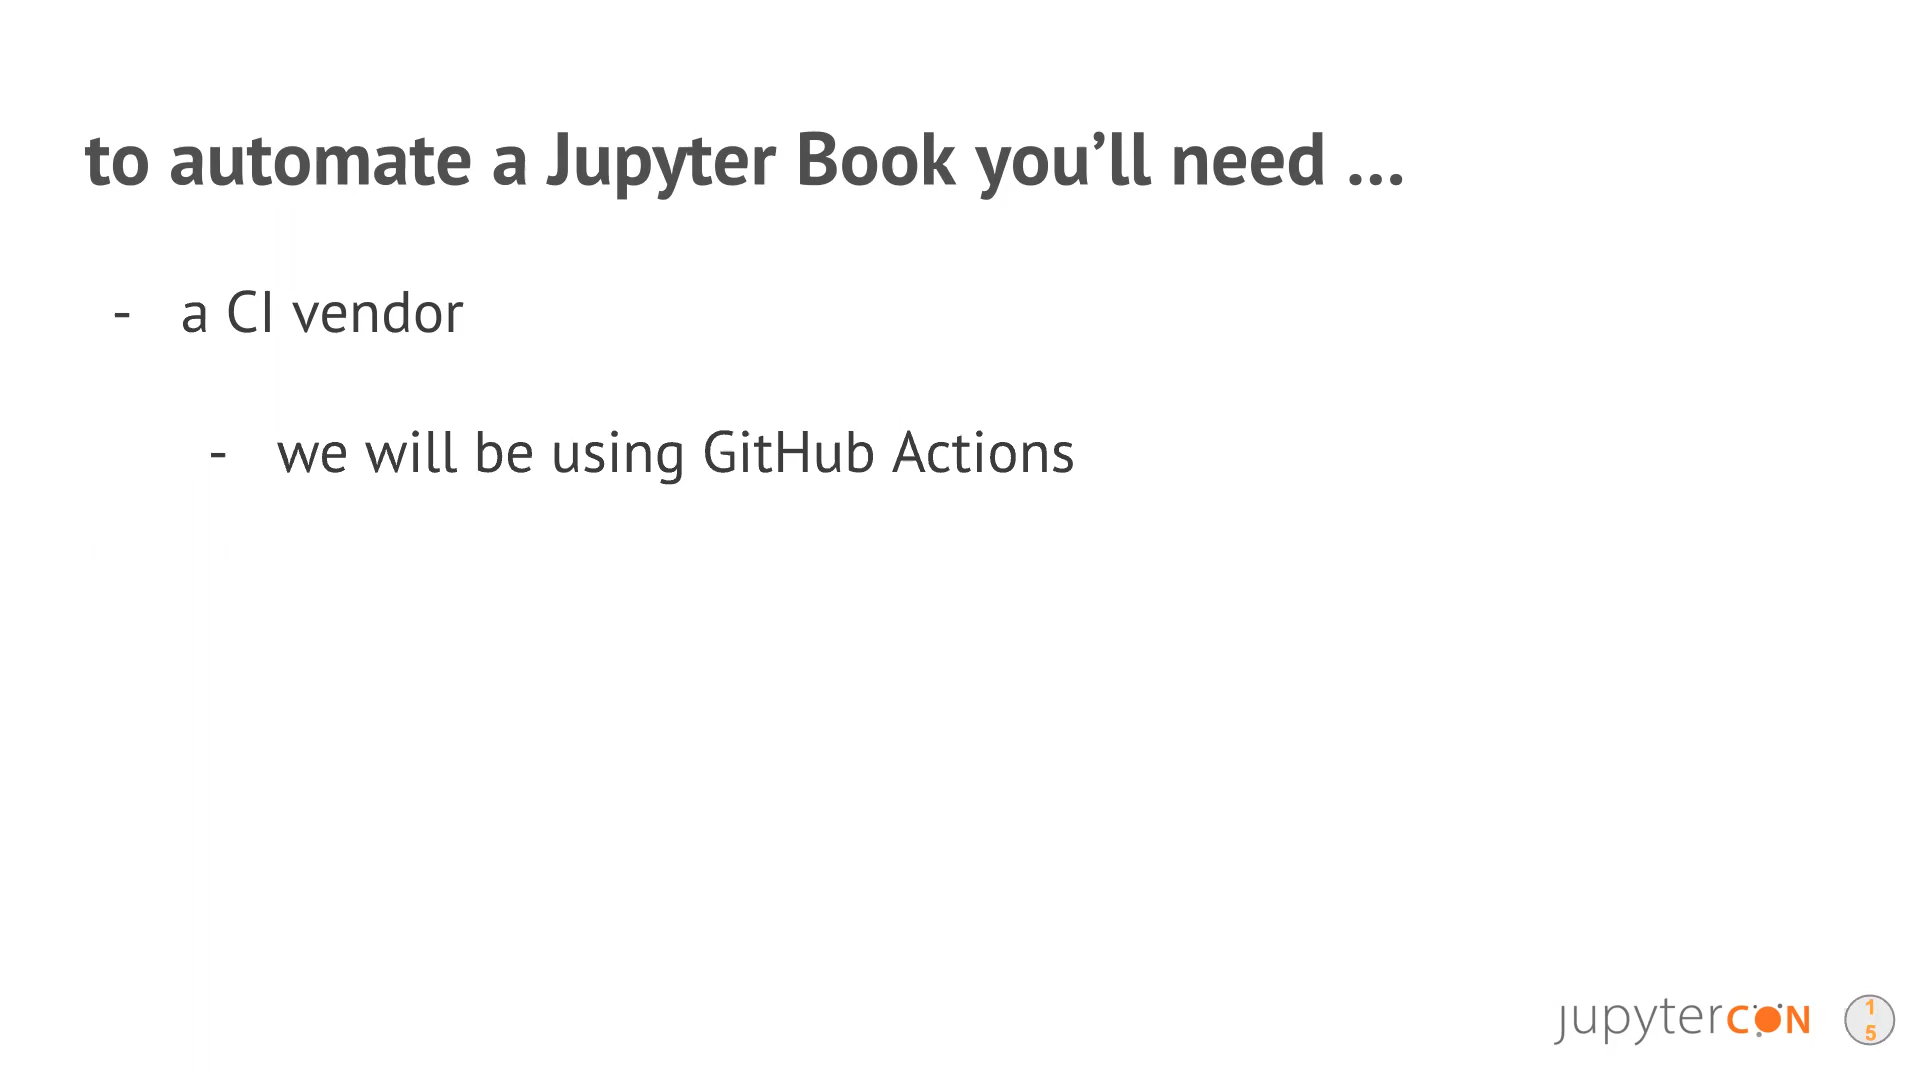 to automate a Jupyter Book you’ll need ...
- a CI vendor
- we will be using GitHub Actions
jupytercon
1
5